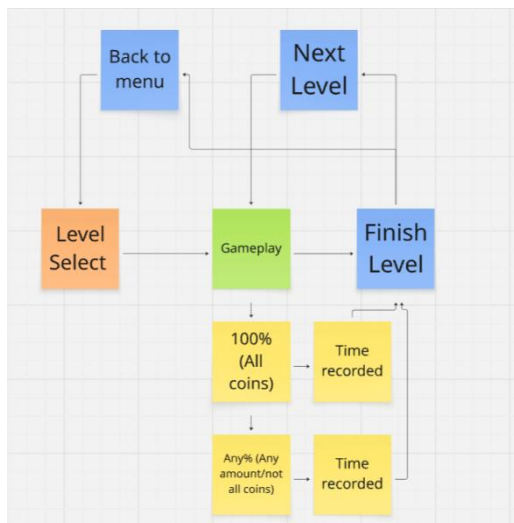 Back to
menu
Next
Level
Level
Select
Gameplay
Finish
Level
100%
(All
coins)
Time
recorded
Any% (Any
amount/not
all coins)
Time
recorded